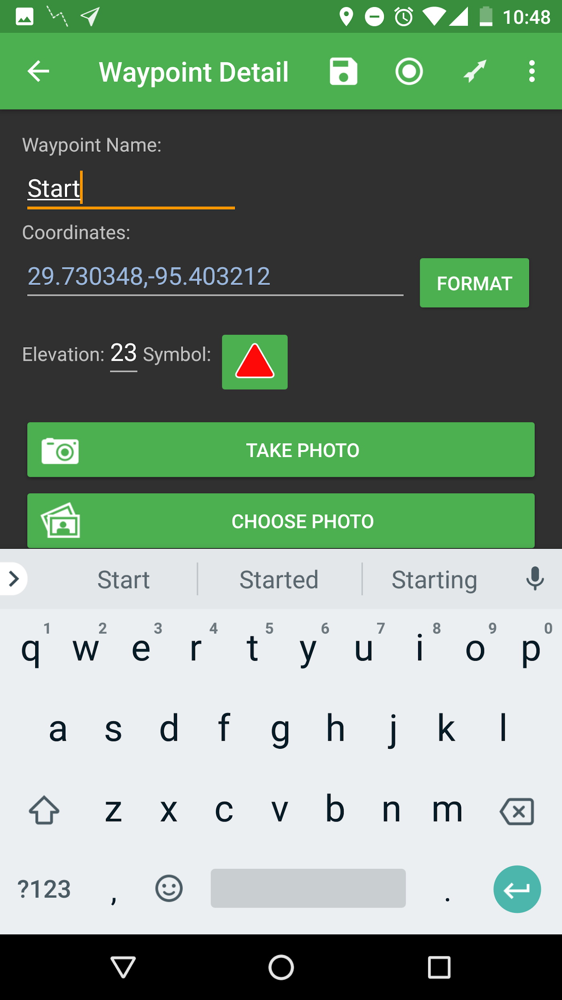 10:48
Waypoint Detail
Waypoint Name:
Start
Coordinates:
29.730348,-95.403212
FORMAT
Elevation: 23 Symbol:
TAKE PHOTO
CHOOSE PHOTO
Start Started Starting
1 2 3 4 5 6 7 8 9 0
q w e r t y u i o p
a s d f g h j k l
z x c v b n m
?123 , .